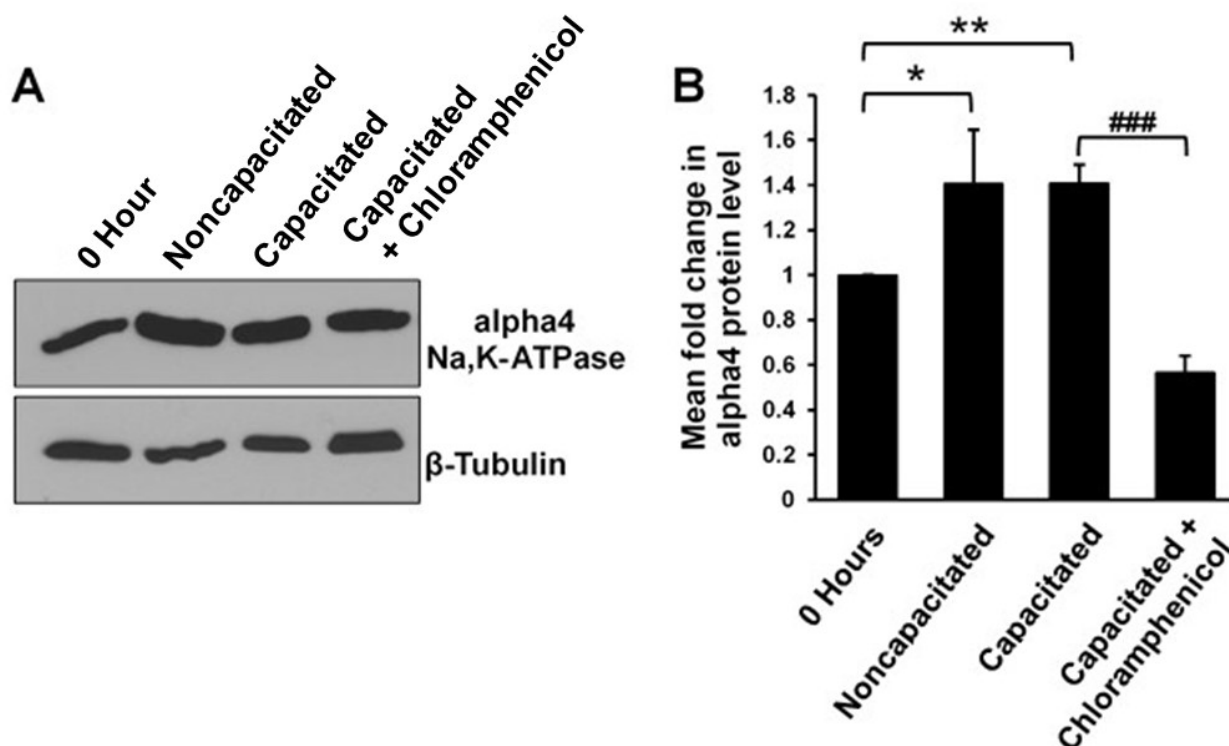 A
0 Hour
Noncapacitated
Capacitated
Capacitated
+ Chloramphenicol
alpha4
Na,K-ATPase
β-Tubulin
B
**
*
###
Mean fold change in
alpha4 protein level
1.8
1.6
1.4
1.2
1
0.8
0.6
0.4
0.2
0
0 Hours
Noncapacitated
Capacitated
Capacitated +
Chloramphenicol